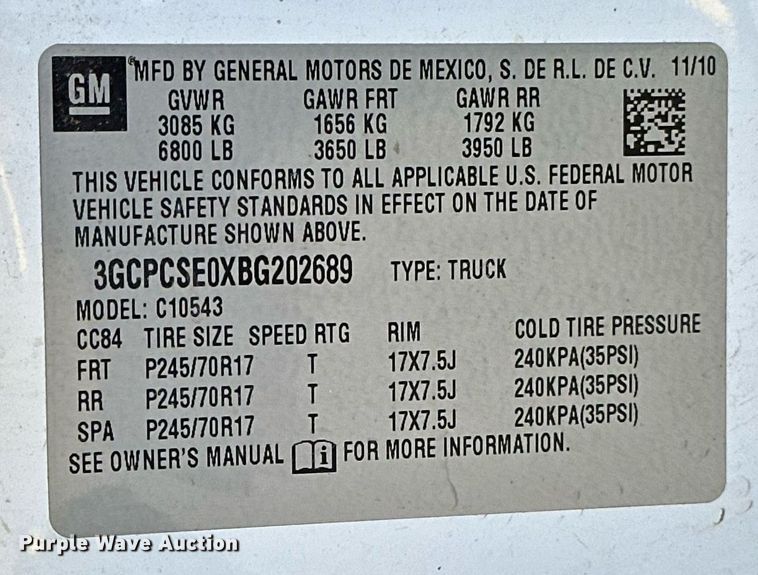 GM
® MFD BY GENERAL MOTORS DE MEXICO, S. DE R.L. DE C.V. 11/10
GVWR GAWR FRT GAWR RR
3085 KG 1656 KG 1792 KG
6800 LB 3650 LB 3950 LB
THIS VEHICLE CONFORMS TO ALL APPLICABLE U.S. FEDERAL MOTOR
VEHICLE SAFETY STANDARDS IN EFFECT ON THE DATE OF
MANUFACTURE SHOWN ABOVE.
3GCPCSE0XBG202689 TYPE: TRUCK
MODEL: C10543
CC84 TIRE SIZE SPEED RTG RIM COLD TIRE PRESSURE
FRT P245/70R17 T 17X7.5J 240KPA(35PSI)
RR P245/70R17 T 17X7.5J 240KPA(35PSI)
SPA P245/70R17 T 17X7.5J 240KPA(35PSI)
SEE OWNER'S MANUAL i FOR MORE INFORMATION.
Purple Wave Auction